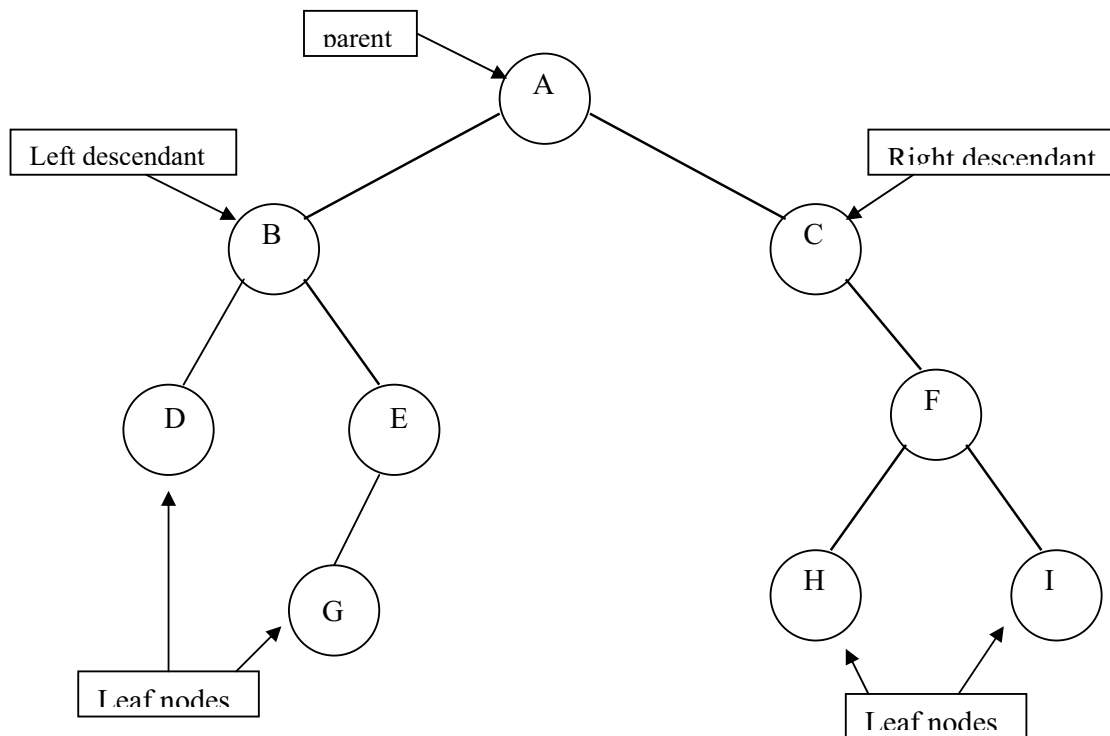 parent
A
Left descendant
Right descendant
B
C
D
E
F
G
H
I
Leaf nodes
Leaf nodes